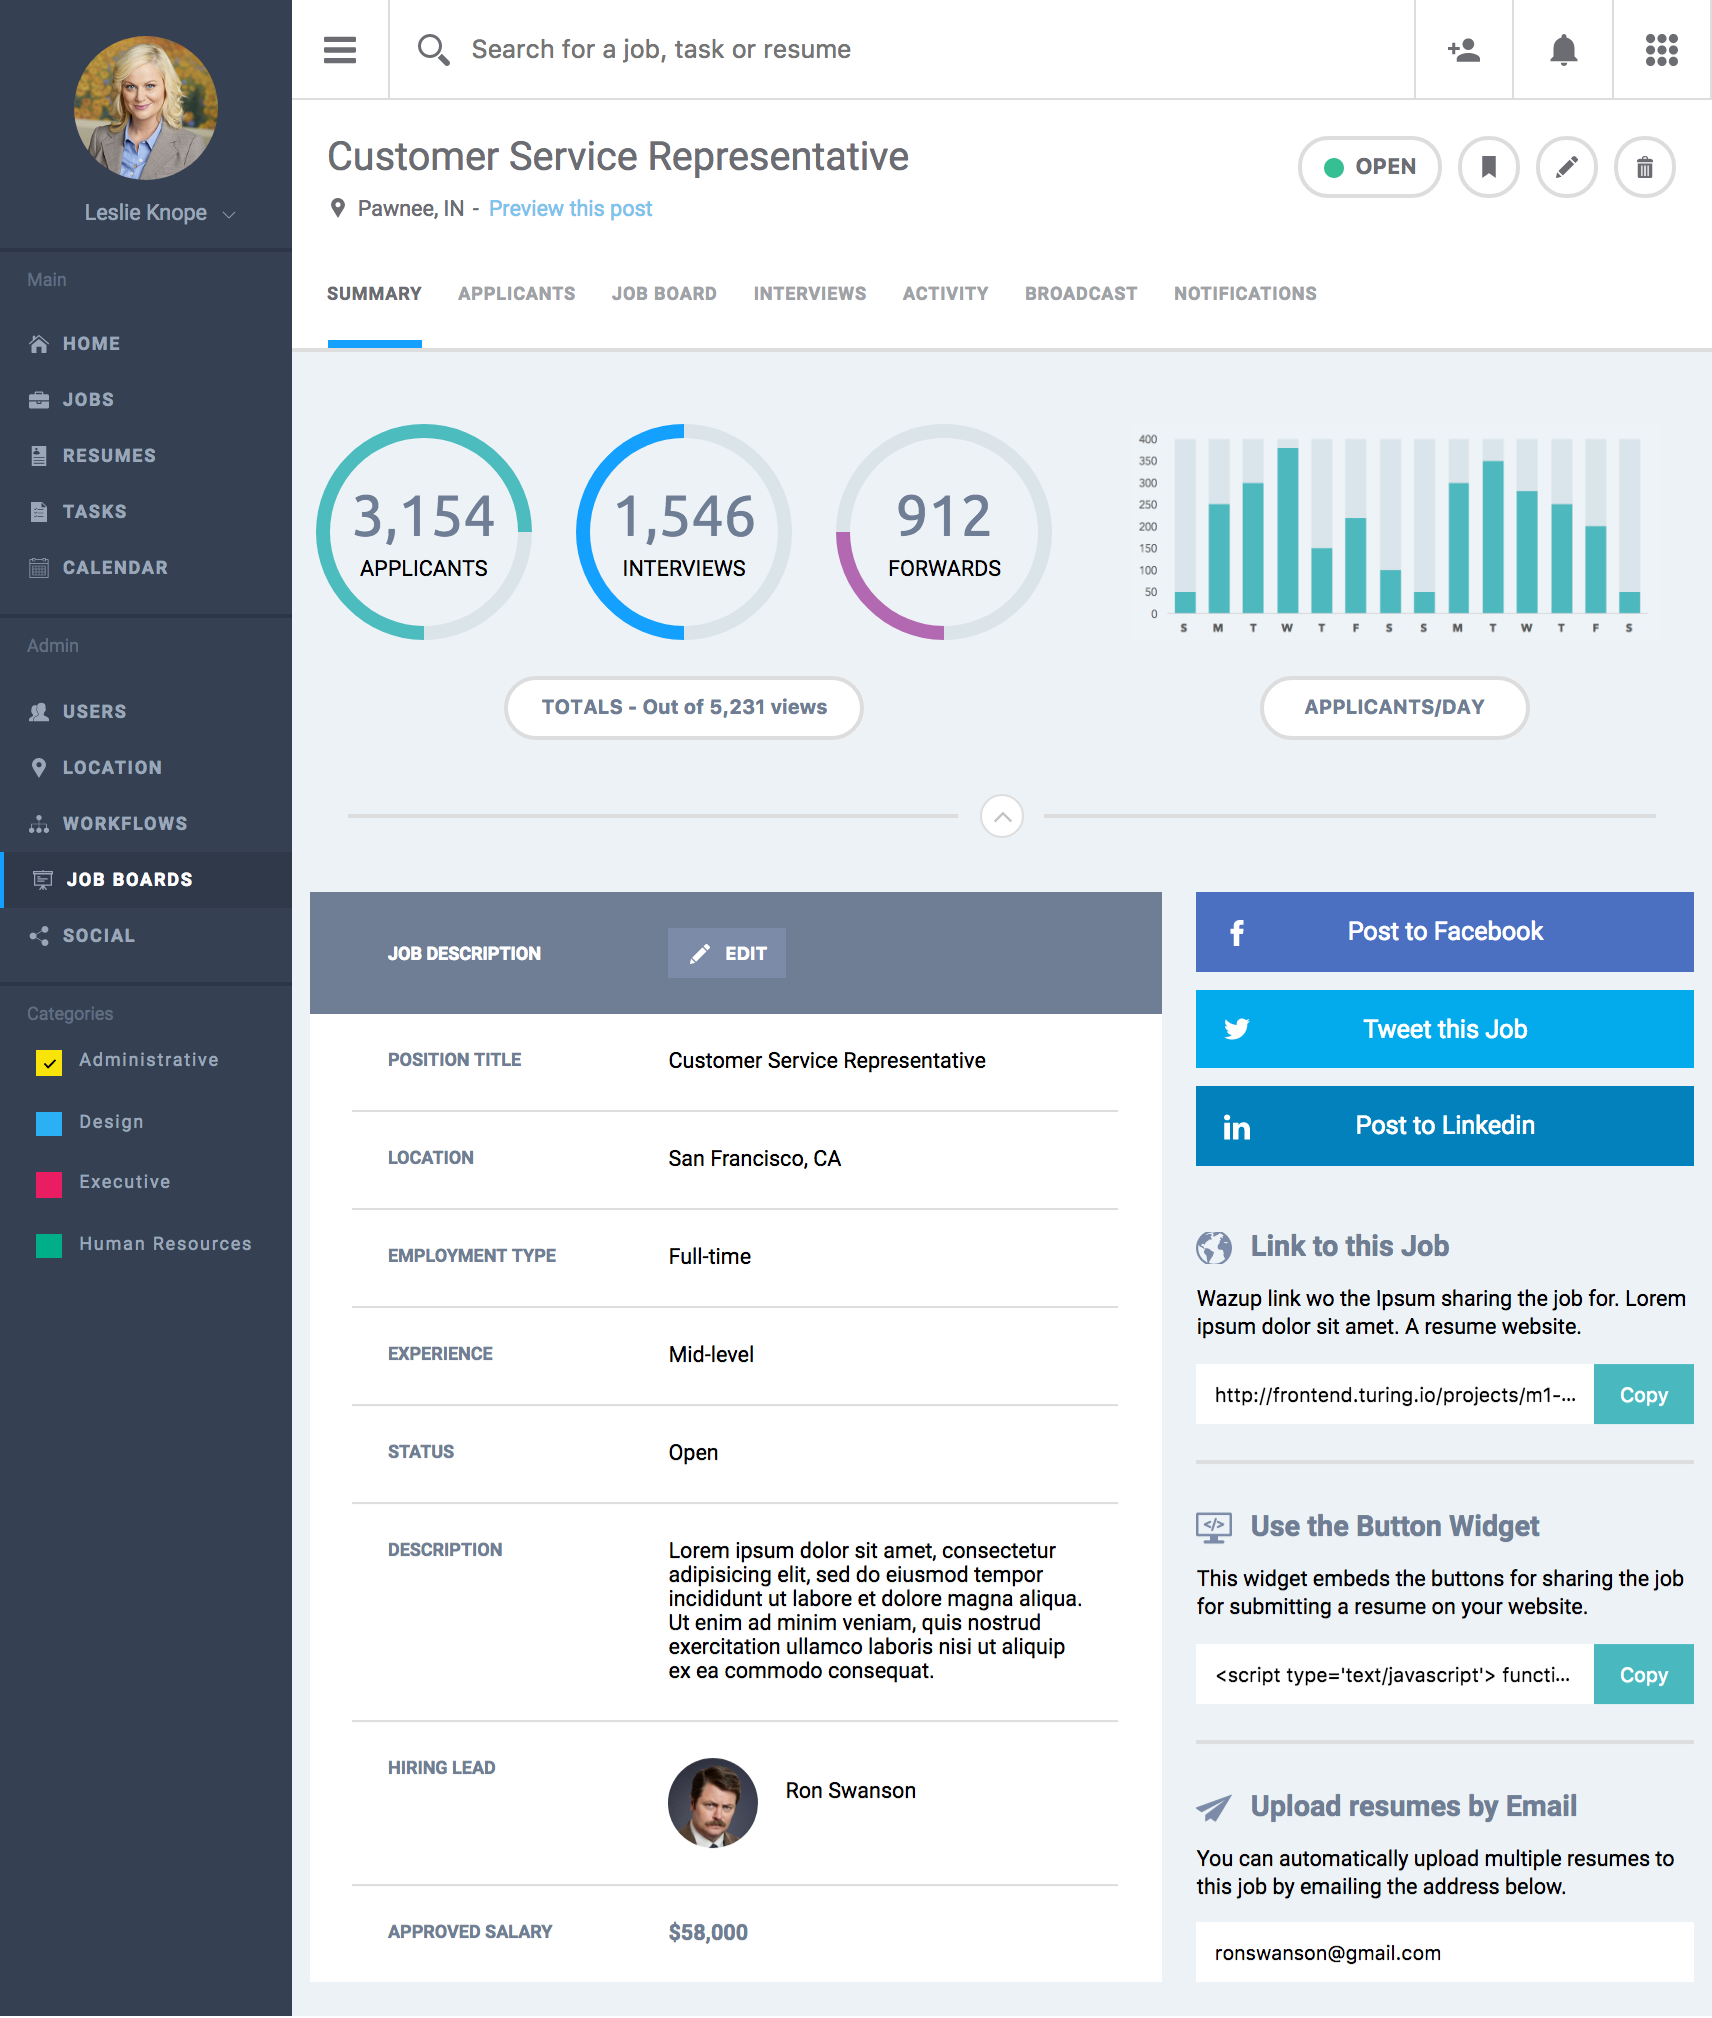 Leslie Knope
Main
HOME
JOBS
RESUMES
TASKS
CALENDAR
Admin
USERS
LOCATION
WORKFLOWS
JOB BOARDS
SOCIAL
Categories
Administrative
Design
Executive
Human Resources
Search for a job, task or resume
Customer Service Representative
OPEN
Pawnee, IN - Preview this post
SUMMARY APPLICANTS JOB BOARD INTERVIEWS ACTIVITY BROADCAST NOTIFICATIONS
3,154
APPLICANTS
1,546
INTERVIEWS
912
FORWARDS
TOTALS - Out of 5,231 views
400
350
300
250
200
150
100
50
0
S M T W T F S S M T W T F S
APPLICANTS/DAY
JOB DESCRIPTION EDIT
POSITION TITLE Customer Service Representative
LOCATION San Francisco, CA
EMPLOYMENT TYPE Full-time
EXPERIENCE Mid-level
STATUS Open
DESCRIPTION Lorem ipsum dolor sit amet, consectetur
adipisicing elit, sed do eiusmod tempor
incididunt ut labore et dolore magna aliqua.
Ut enim ad minim veniam, quis nostrud
exercitation ullamco laboris nisi ut aliquip
ex ea commodo consequat.
HIRING LEAD Ron Swanson
APPROVED SALARY $58,000
f Post to Facebook
Tweet this Job
in Post to Linkedin
Link to this Job
Wazup link wo the Ipsum sharing the job for. Lorem
ipsum dolor sit amet. A resume website.
http://frontend.turing.io/projects/m1-... Copy
</> Use the Button Widget
This widget embeds the buttons for sharing the job
for submitting a resume on your website.
<script type='text/javascript'> functi... Copy
Upload resumes by Email
You can automatically upload multiple resumes to
this job by emailing the address below.
ronswanson@gmail.com